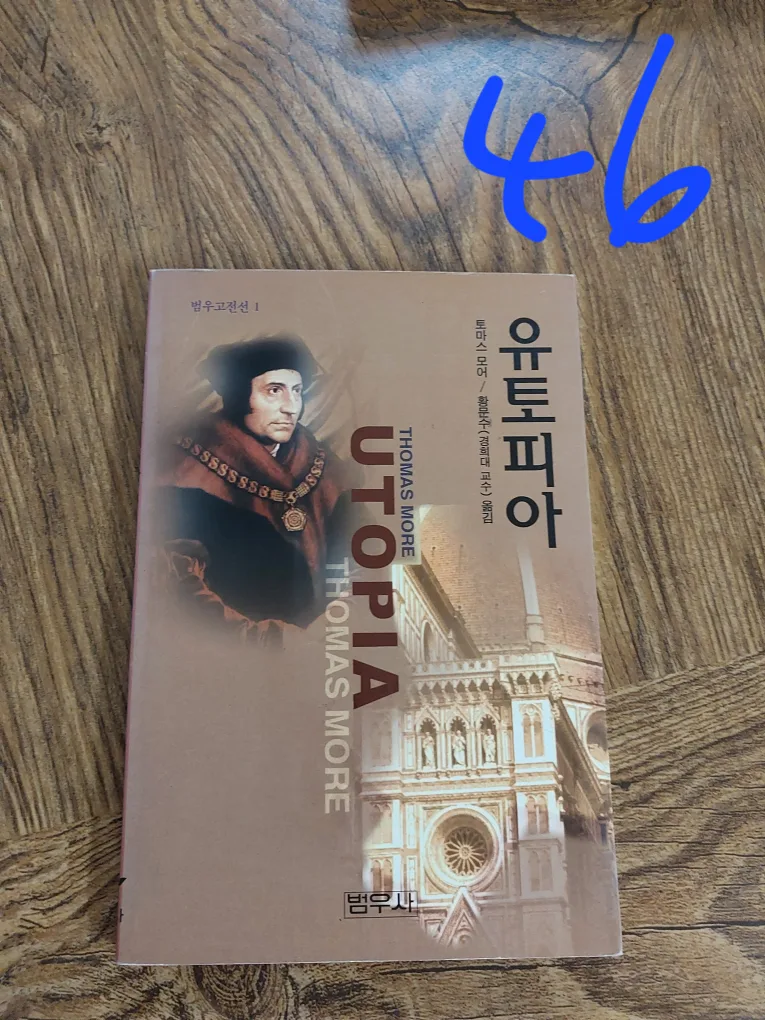 46
범우고전선 1
유토피아
토마스 모어 / 황문수(경희대 교수) 옮김
THOMAS MORE
UTOPIA
THOMAS MORE
범우사